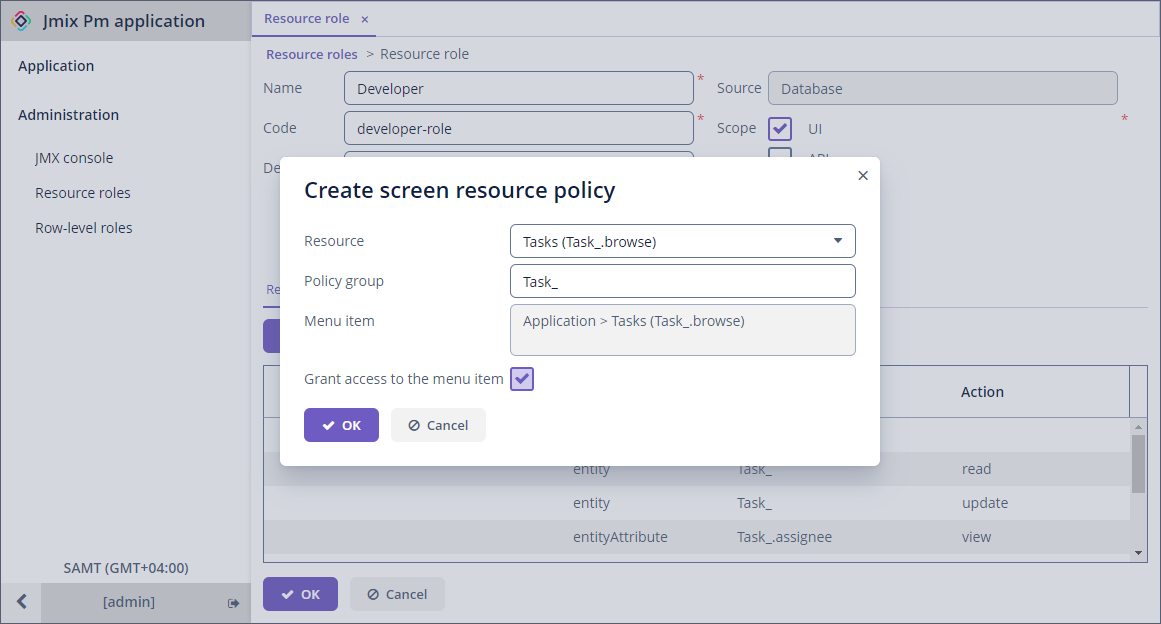 Jmix Pm application
Resource role ×
Application
Administration
JMX console
Resource roles
Row-level roles
SAMT (GMT+04:00)
[admin]
Resource roles > Resource role
Name Developer * Source Database
Code developer-role * Scope UI *
De
Create screen resource policy ×
Resource Tasks (Task_.browse)
Policy group Task_
Menu item Application > Tasks (Task_.browse)
Grant access to the menu item
OK Cancel
Re
Action
entity Task_ read
entity Task_ update
entityAttribute Task_.assignee view
OK Cancel